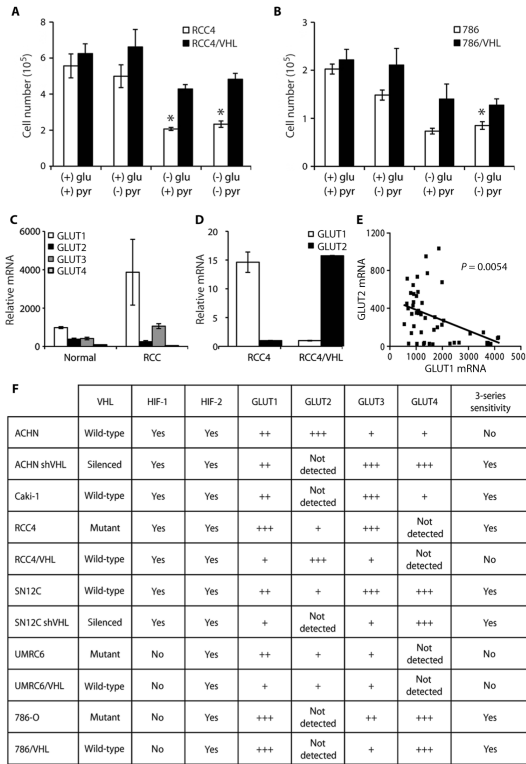 A
RCC4
RCC4/VHL
Cell number (10⁵)
8
6
4
2
0
*
*
(+) glu (+) glu (-) glu (-) glu
(+) pyr (-) pyr (+) pyr (-) pyr
B
786
786/VHL
Cell number (10⁵)
3
2
1
0
*
(+) glu (+) glu (-) glu (-) glu
(+) pyr (-) pyr (+) pyr (-) pyr
C
GLUT1
GLUT2
GLUT3
GLUT4
Relative mRNA
6000
4000
2000
0
Normal RCC
D
GLUT1
GLUT2
Relative mRNA
20
15
10
5
0
RCC4 RCC4/VHL
E
GLUT2 mRNA
1200
800
400
0
P = 0.0054
0 1000 2000 3000 4000 5000
GLUT1 mRNA
F
VHL HIF-1 HIF-2 GLUT1 GLUT2 GLUT3 GLUT4 3-series sensitivity
ACHN Wild-type Yes Yes ++ +++ + + No
ACHN shVHL Silenced Yes Yes ++ Not detected +++ +++ Yes
Caki-1 Wild-type Yes Yes ++ Not detected +++ + Yes
RCC4 Mutant Yes Yes +++ + +++ Not detected Yes
RCC4/VHL Wild-type Yes Yes + +++ + Not detected No
SN12C Wild-type Yes Yes ++ + +++ +++ Yes
SN12C shVHL Silenced Yes Yes + Not detected + +++ Yes
UMRC6 Mutant No Yes ++ + + Not detected No
UMRC6/VHL Wild-type No Yes + + + Not detected No
786-O Mutant No Yes +++ Not detected ++ +++ Yes
786/VHL Wild-type No Yes +++ Not detected + +++ Yes